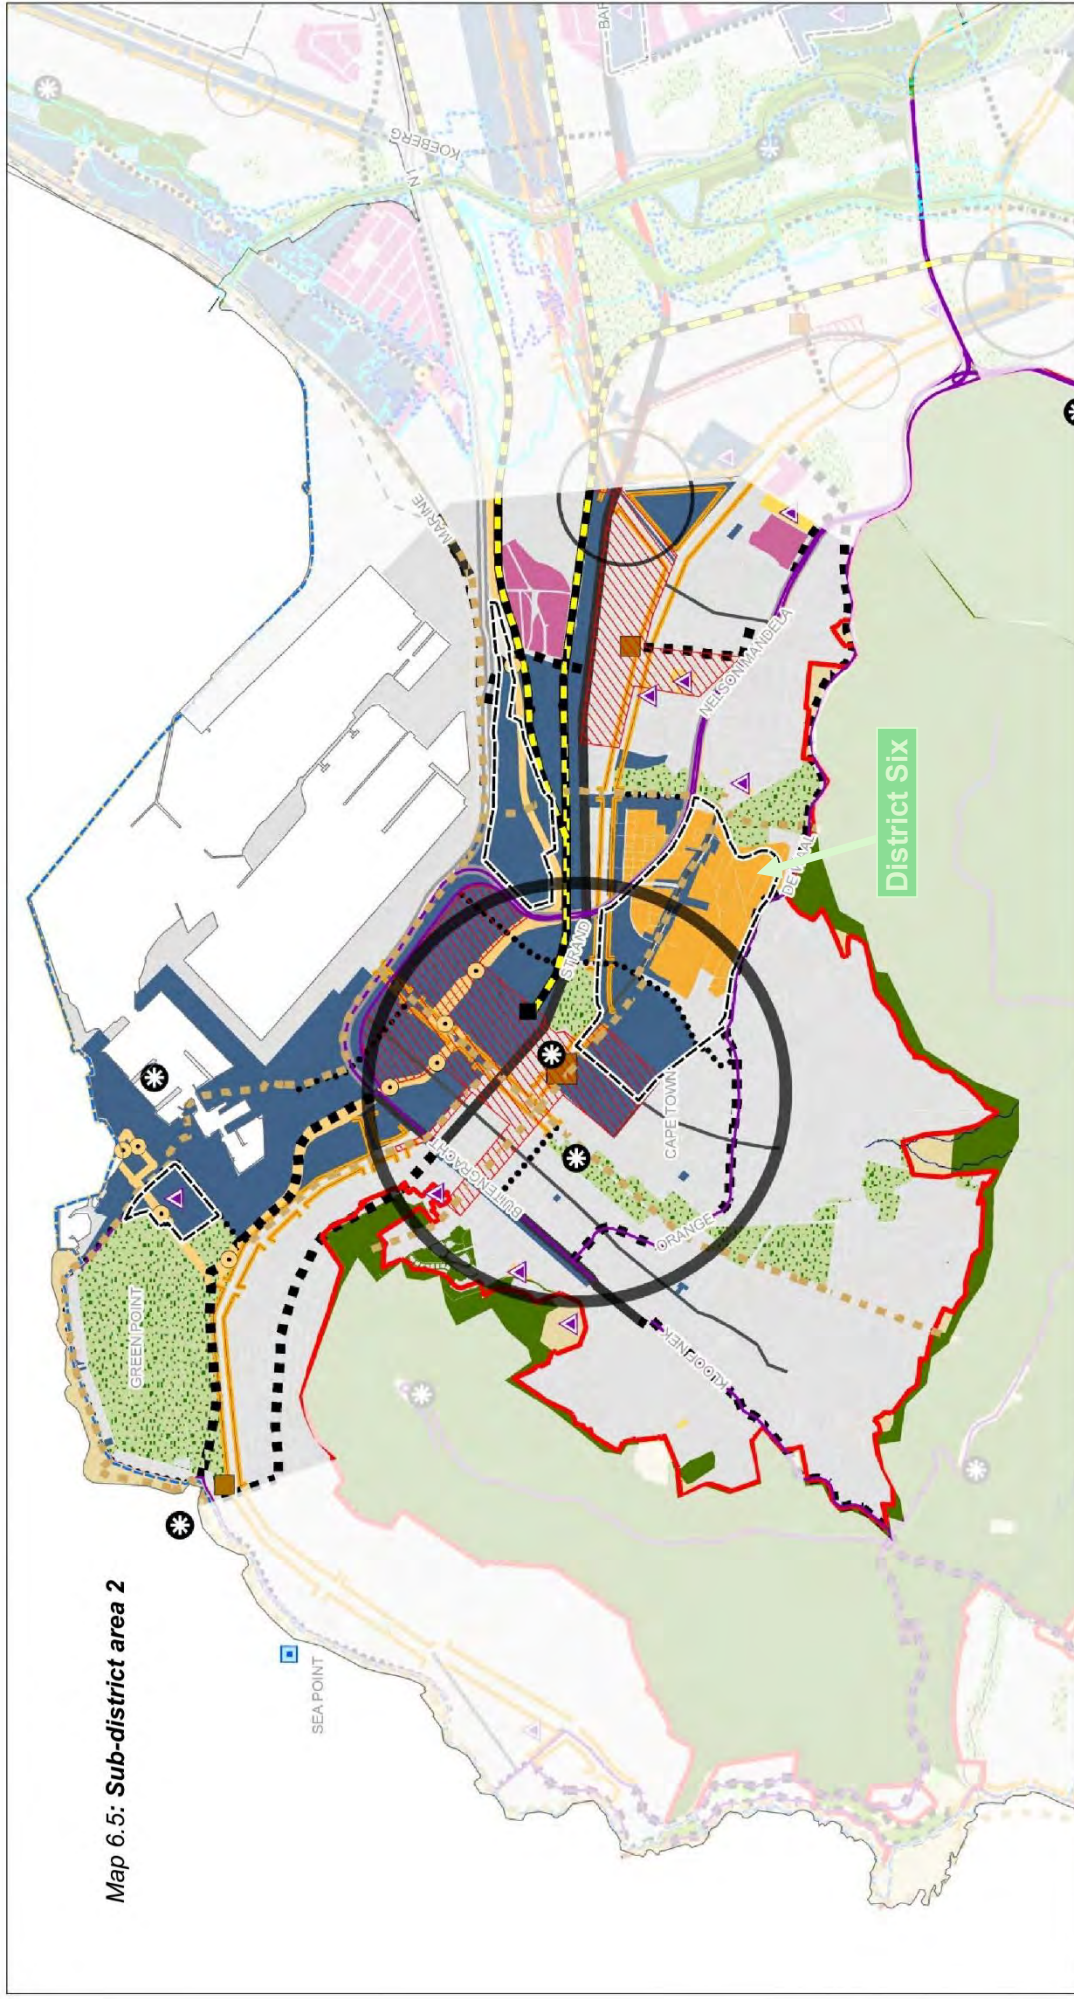 Map 6.5: Sub-district area 2
SEA POINT
GREEN POINT
KLOOFNEK
ORANGE
BUITENGRACHT
CAPE TOWN
STRAND
DE WAAL
District Six
NELSON MANDELA
MARINE
N1
KOEBERG
BAR